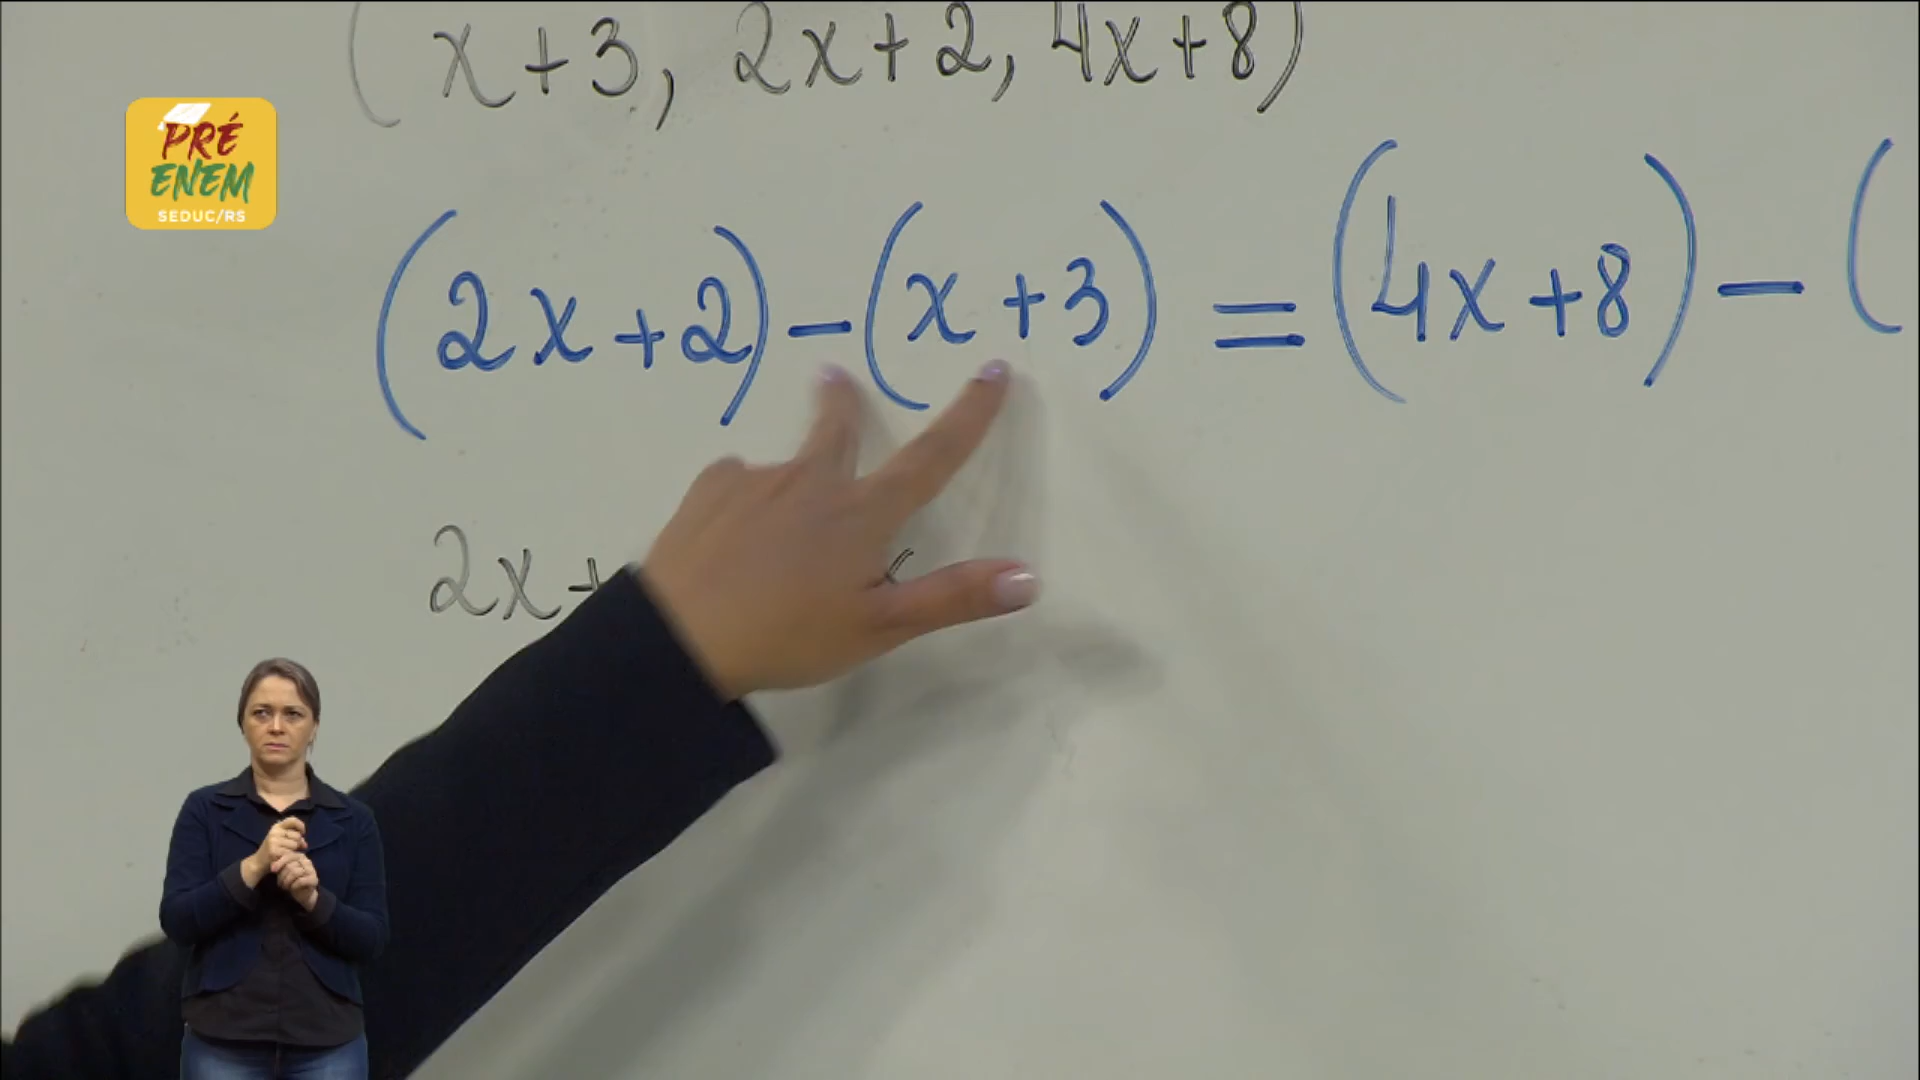 (x+3, 2x+2, 4x+8)
PRÉ
ENEM
SEDUC/RS
(2x+2)-(x+3)=(4x+8)-(
2x+